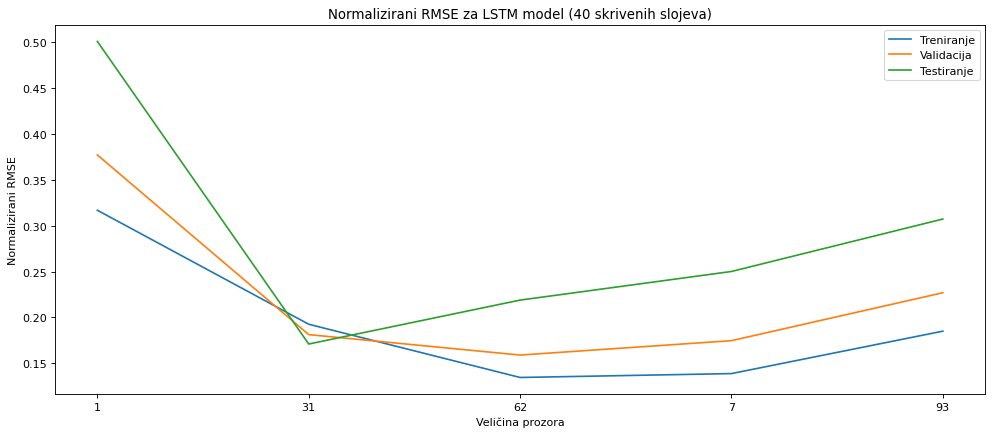 Normalizirani RMSE za LSTM model (40 skrivenih slojeva)
Treniranje
Validacija
Testiranje
Normalizirani RMSE
0.50
0.45
0.40
0.35
0.30
0.25
0.20
0.15
1 31 62 7 93
Veličina prozora